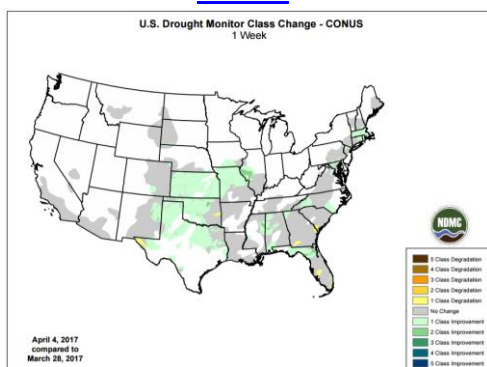 U.S. Drought Monitor Class Change - CONUS
1 Week
NDMC
5 Class Degradation
4 Class Degradation
3 Class Degradation
2 Class Degradation
1 Class Degradation
No Change
1 Class Improvement
2 Class Improvement
3 Class Improvement
4 Class Improvement
5 Class Improvement
April 4, 2017
compared to
March 28, 2017